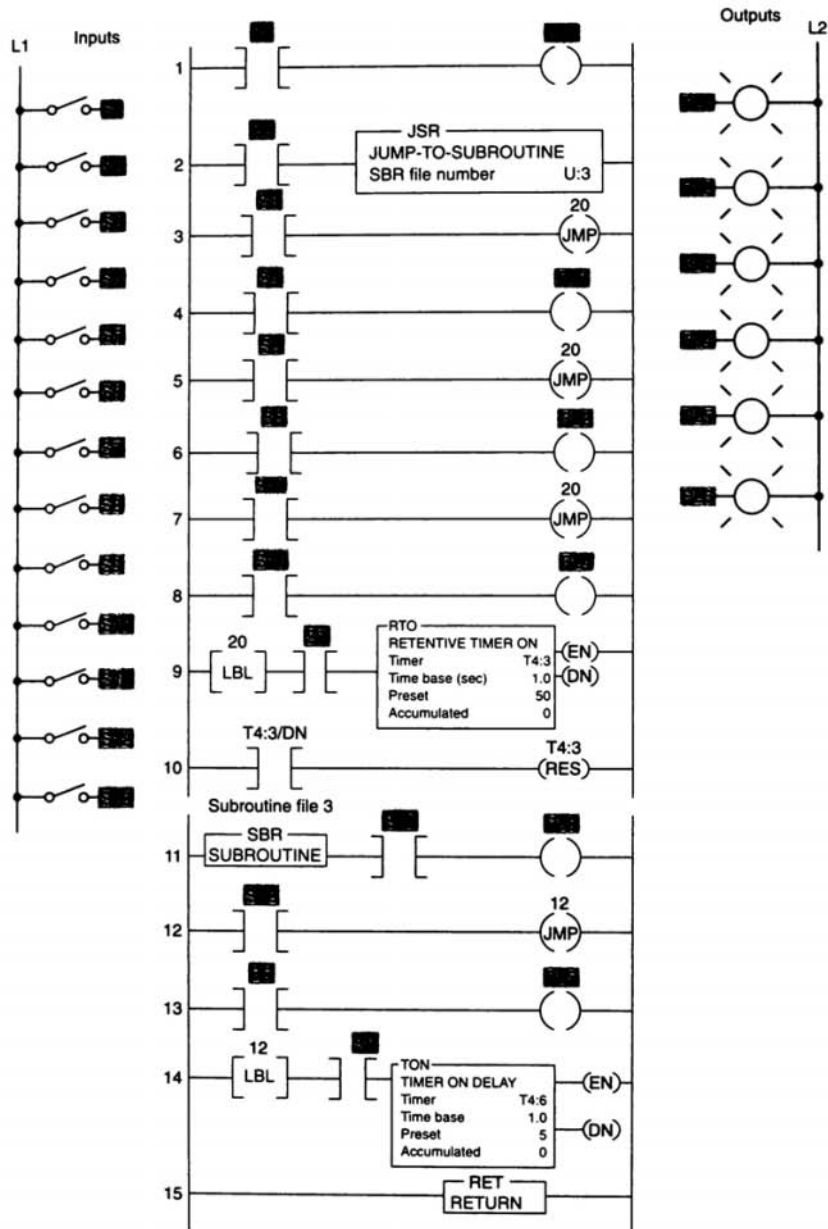 L1
Inputs
Outputs
L2
1
2
JSR
JUMP-TO-SUBROUTINE
SBR file number U:3
3
20
JMP
4
5
20
JMP
6
7
20
JMP
8
9
20
LBL
RTO
RETENTIVE TIMER ON
Timer T4:3
Time base (sec) 1.0
Preset 50
Accumulated 0
(EN)
(DN)
10
T4:3/DN
T4:3
(RES)
Subroutine file 3
11
SBR
SUBROUTINE
12
12
JMP
13
14
12
LBL
TON
TIMER ON DELAY
Timer T4:6
Time base 1.0
Preset 5
Accumulated 0
(EN)
(DN)
15
RET
RETURN